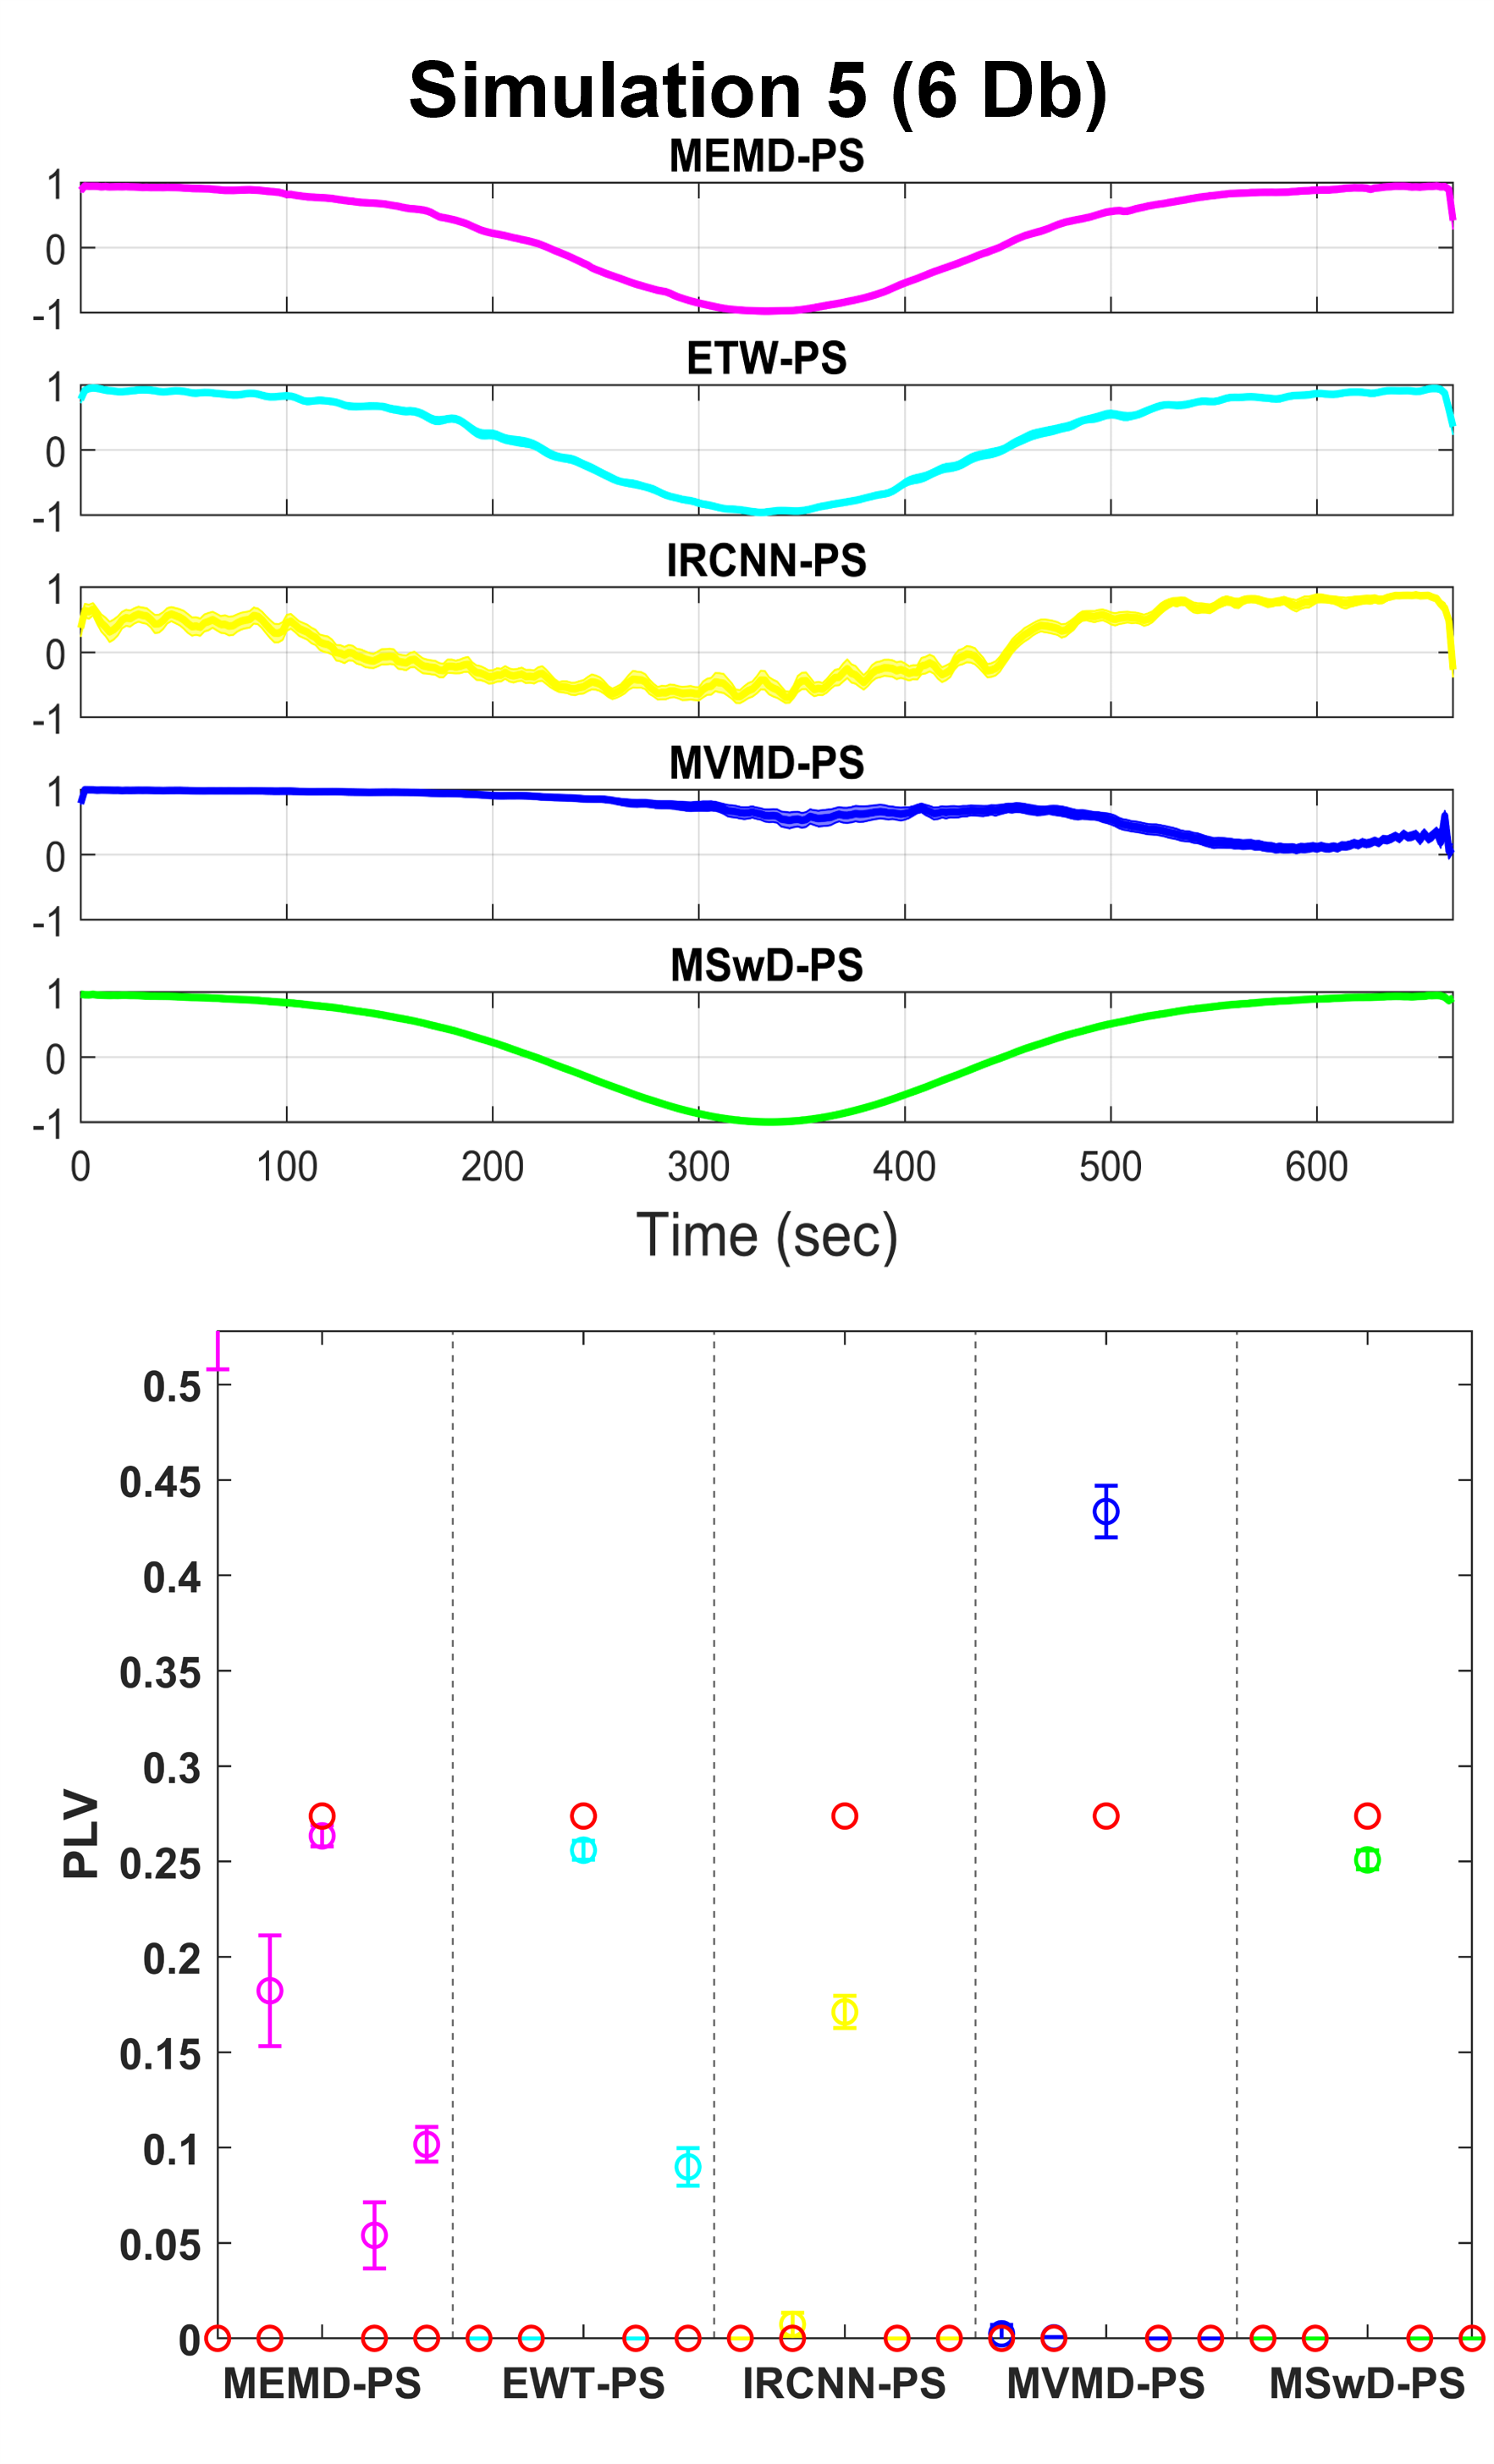 Simulation 5 (6 Db)
MEMD-PS
1
0
-1
ETW-PS
1
0
-1
IRCNN-PS
1
0
-1
MVMD-PS
1
0
-1
MSwD-PS
1
0
-1
0 100 200 300 400 500 600
Time (sec)
0.5
0.45
0.4
0.35
0.3
0.25
0.2
0.15
0.1
0.05
0
PLV
MEMD-PS EWT-PS IRCNN-PS MVMD-PS MSwD-PS